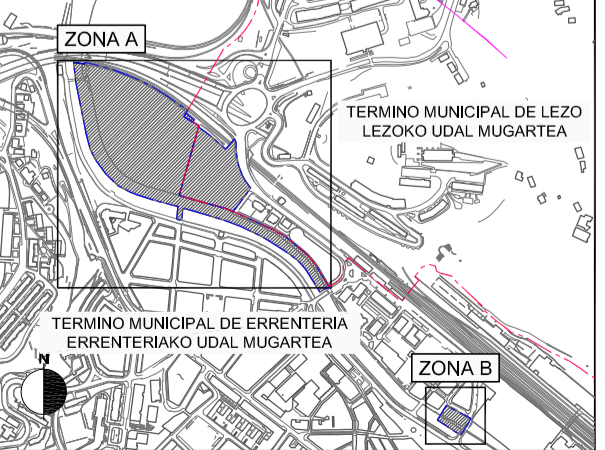 ZONA A
TERMINO MUNICIPAL DE LEZO
LEZOKO UDAL MUGARTEA
TERMINO MUNICIPAL DE ERRENTERIA
ERRENTERIAKO UDAL MUGARTEA
N
ZONA B